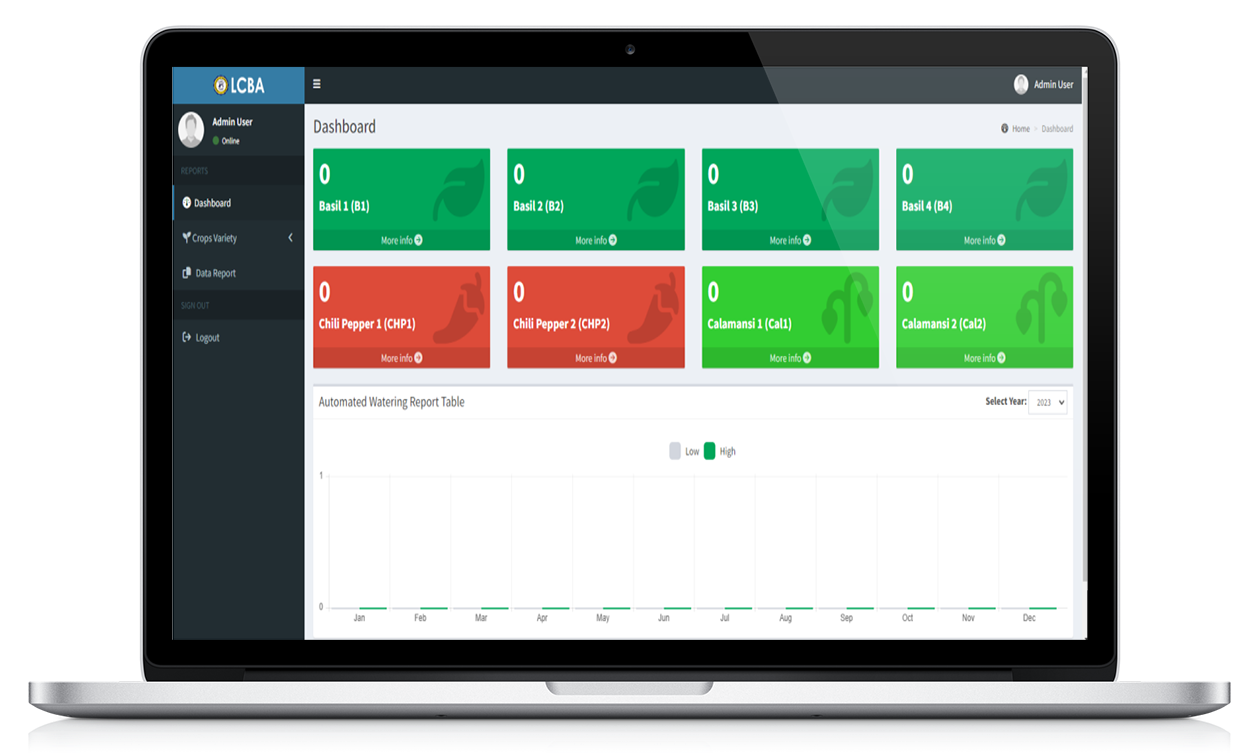 LCBA
Admin User
Admin User
Online
REPORTS
Dashboard
Crops Variety
Data Report
SIGN OUT
Logout
Dashboard
Home > Dashboard
0
Basil 1 (B1)
More info
0
Basil 2 (B2)
More info
0
Basil 3 (B3)
More info
0
Basil 4 (B4)
More info
0
Chili Pepper 1 (CHP1)
More info
0
Chili Pepper 2 (CHP2)
More info
0
Calamansi 1 (Cal1)
More info
0
Calamansi 2 (Cal2)
More info
Automated Watering Report Table
Select Year: 2023
Low High
1
0
Jan Feb Mar Apr May Jun Jul Aug Sep Oct Nov Dec